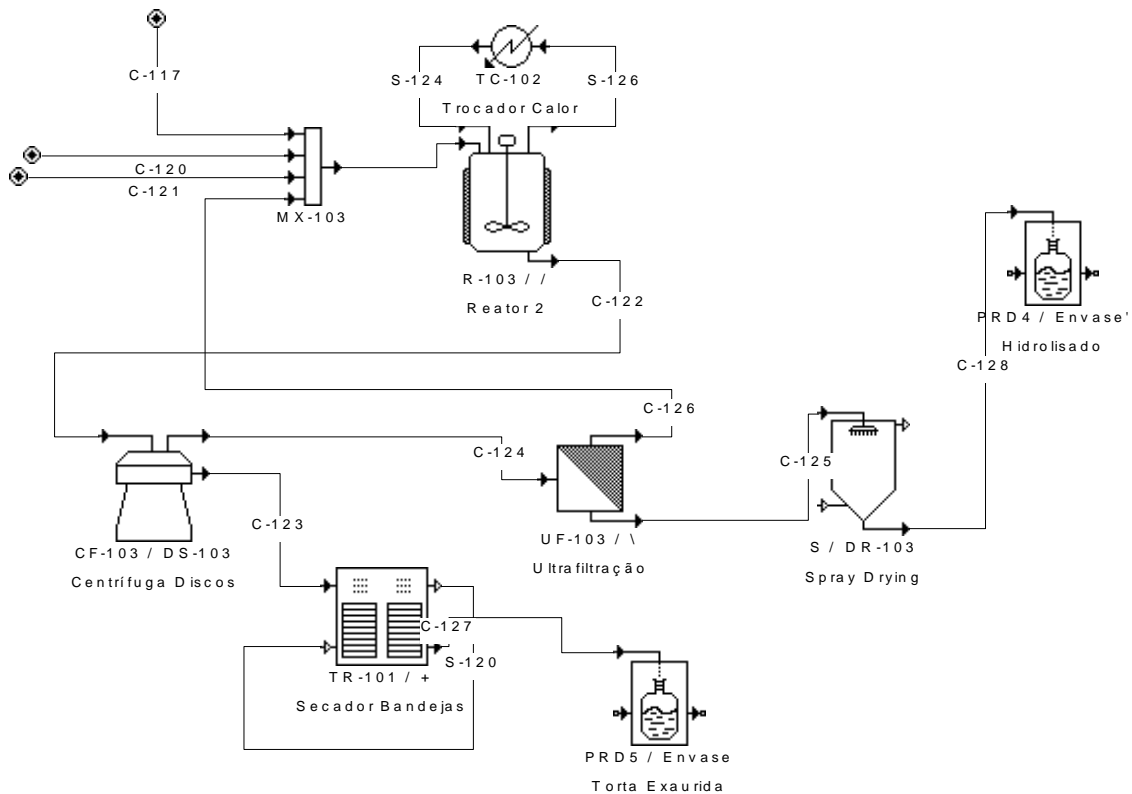 C-117
S-124
TC-102
S-126
Trocador Calor
C-120
C-121
MX-103
R-103 / /
Reator 2
C-122
PRD4 / Envase'
Hidrolisado
C-128
C-126
C-124
C-125
C-123
CF-103 / DS-103
Centrífuga Discos
UF-103 / \
Ultrafiltração
S / DR-103
Spray Drying
C-127
S-120
TR-101 / +
Secador Bandejas
PRD5 / Envase
Torta Exaurida